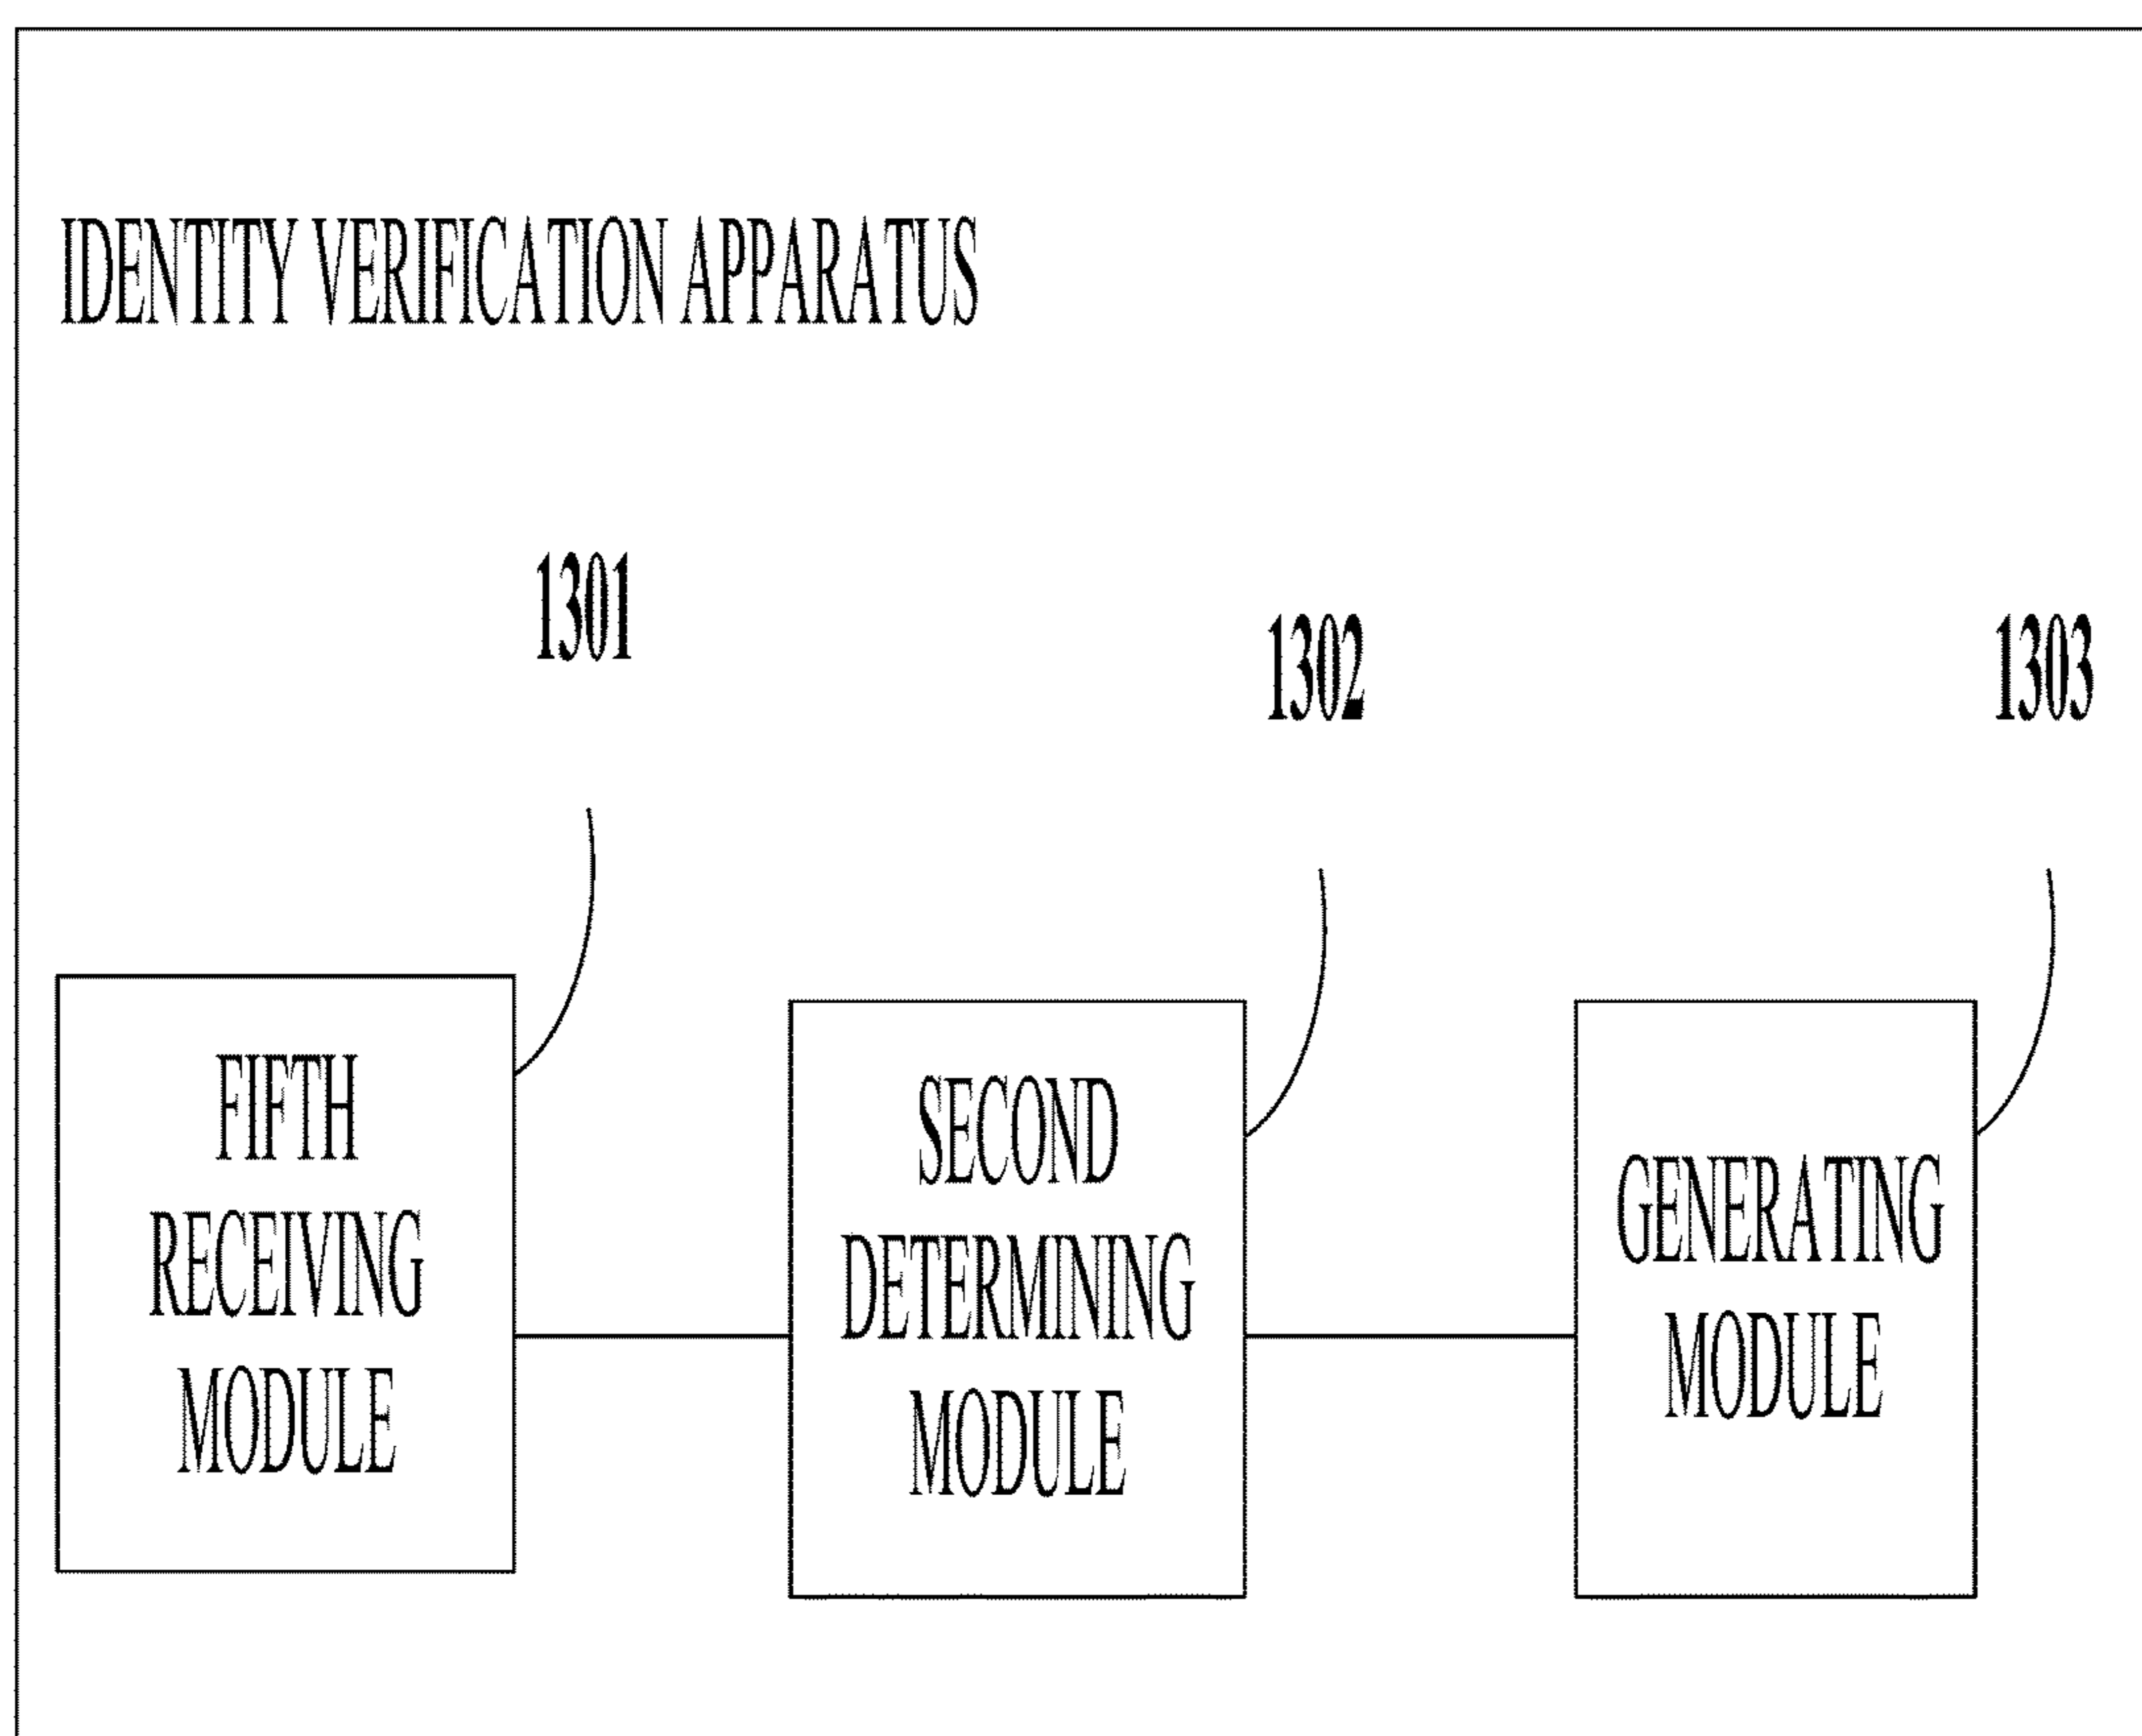 IDENTITY VERIFICATION APPARATUS
1301
1302
1303
FIFTH
RECEIVING
MODULE
SECOND
DETERMINING
MODULE
GENERATING
MODULE